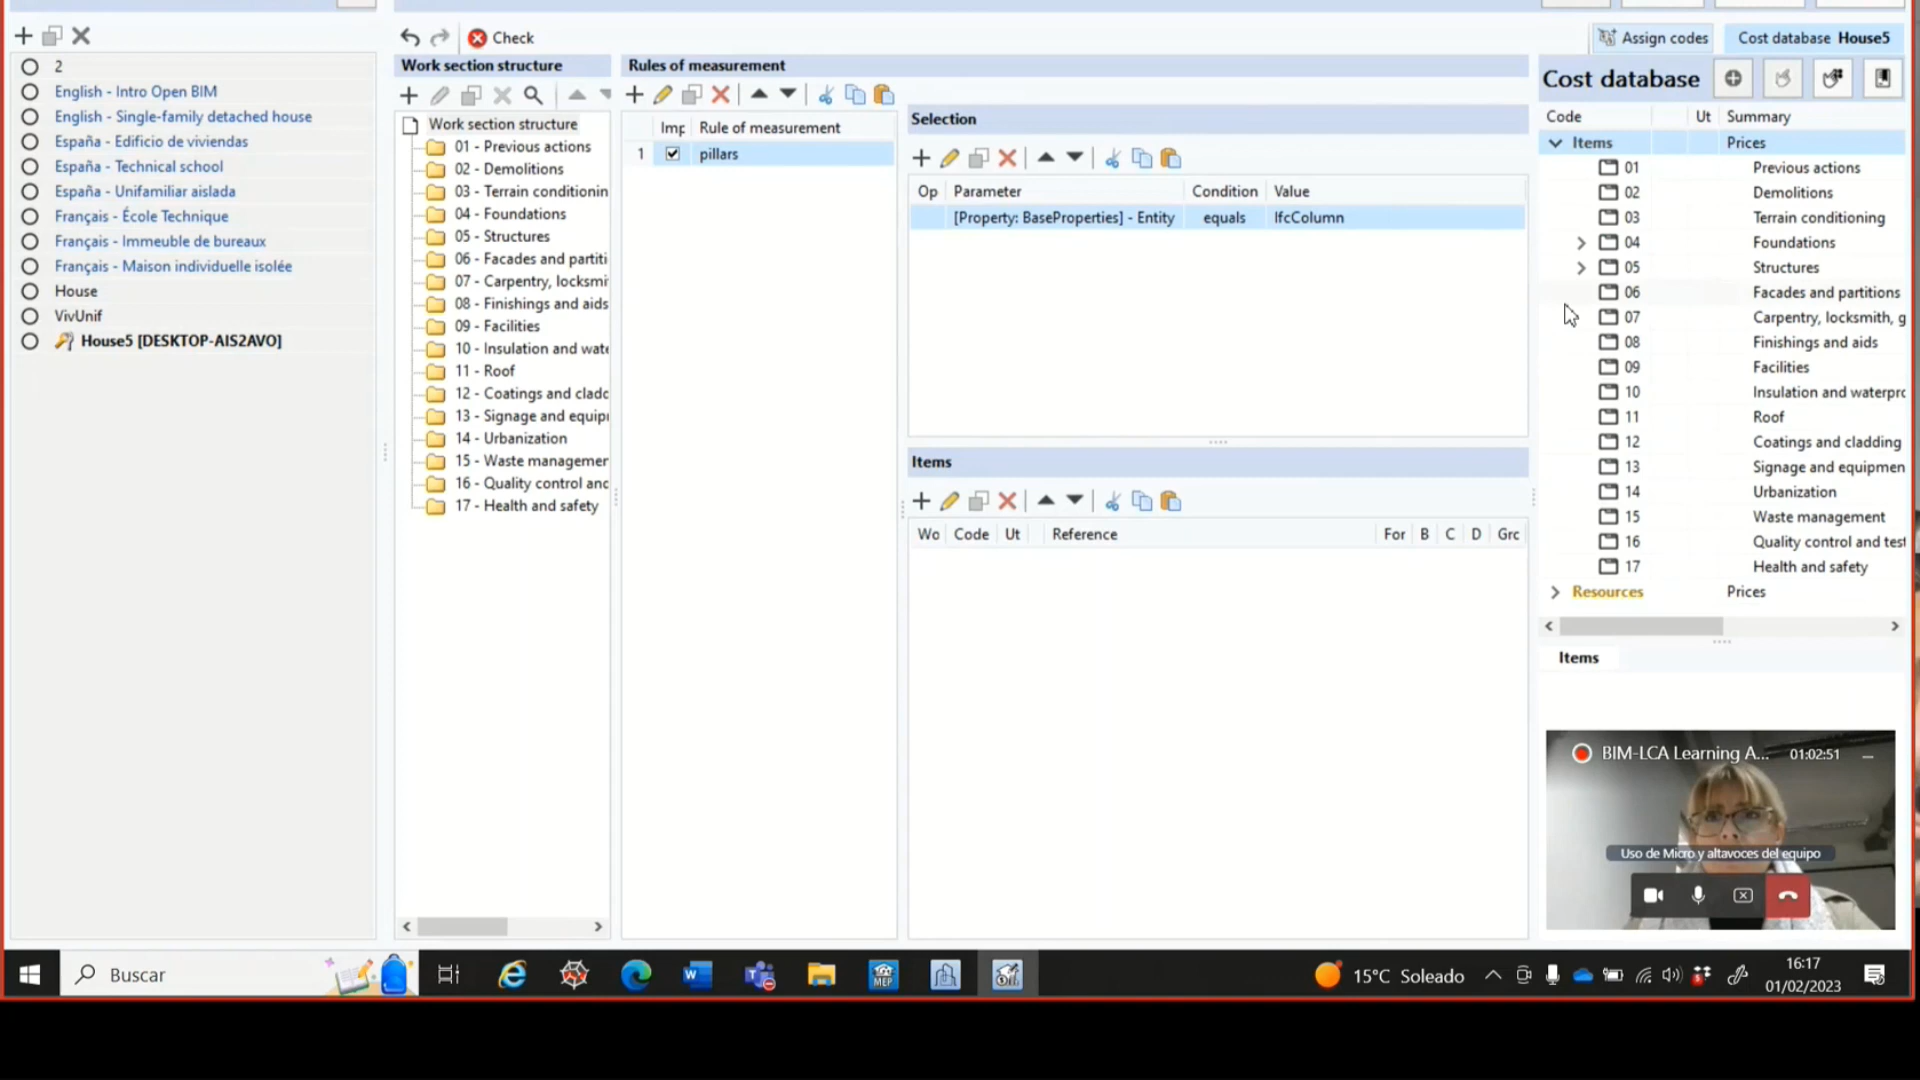 Check
Assign codes
Cost database House5
2
English - Intro Open BIM
English - Single-family detached house
España - Edificio de viviendas
España - Technical school
España - Unifamiliar aislada
Français - École Technique
Français - Immeuble de bureaux
Français - Maison individuelle isolée
House
VivUnif
House5 [DESKTOP-AIS2AVO]
Work section structure
Work section structure
01 - Previous actions
02 - Demolitions
03 - Terrain conditionin
04 - Foundations
05 - Structures
06 - Facades and partiti
07 - Carpentry, locksmi
08 - Finishings and aids
09 - Facilities
10 - Insulation and wate
11 - Roof
12 - Coatings and cladd
13 - Signage and equip
14 - Urbanization
15 - Waste managemen
16 - Quality control and
17 - Health and safety
Rules of measurement
Imp Rule of measurement
1 pillars
Selection
Op Parameter Condition Value
[Property: BaseProperties] - Entity equals IfcColumn
Items
Wo Code Ut Reference For B C D Grc
Cost database
Code Ut Summary
Items Prices
01 Previous actions
02 Demolitions
03 Terrain conditioning
04 Foundations
05 Structures
06 Facades and partitions
07 Carpentry, locksmith, g
08 Finishings and aids
09 Facilities
10 Insulation and waterpro
11 Roof
12 Coatings and cladding
13 Signage and equipmen
14 Urbanization
15 Waste management
16 Quality control and test
17 Health and safety
Resources Prices
Items
BIM-LCA Learning A... 01:02:51
Uso de Micro y altavoces del equipo
Buscar
15°C Soleado
16:17
01/02/2023